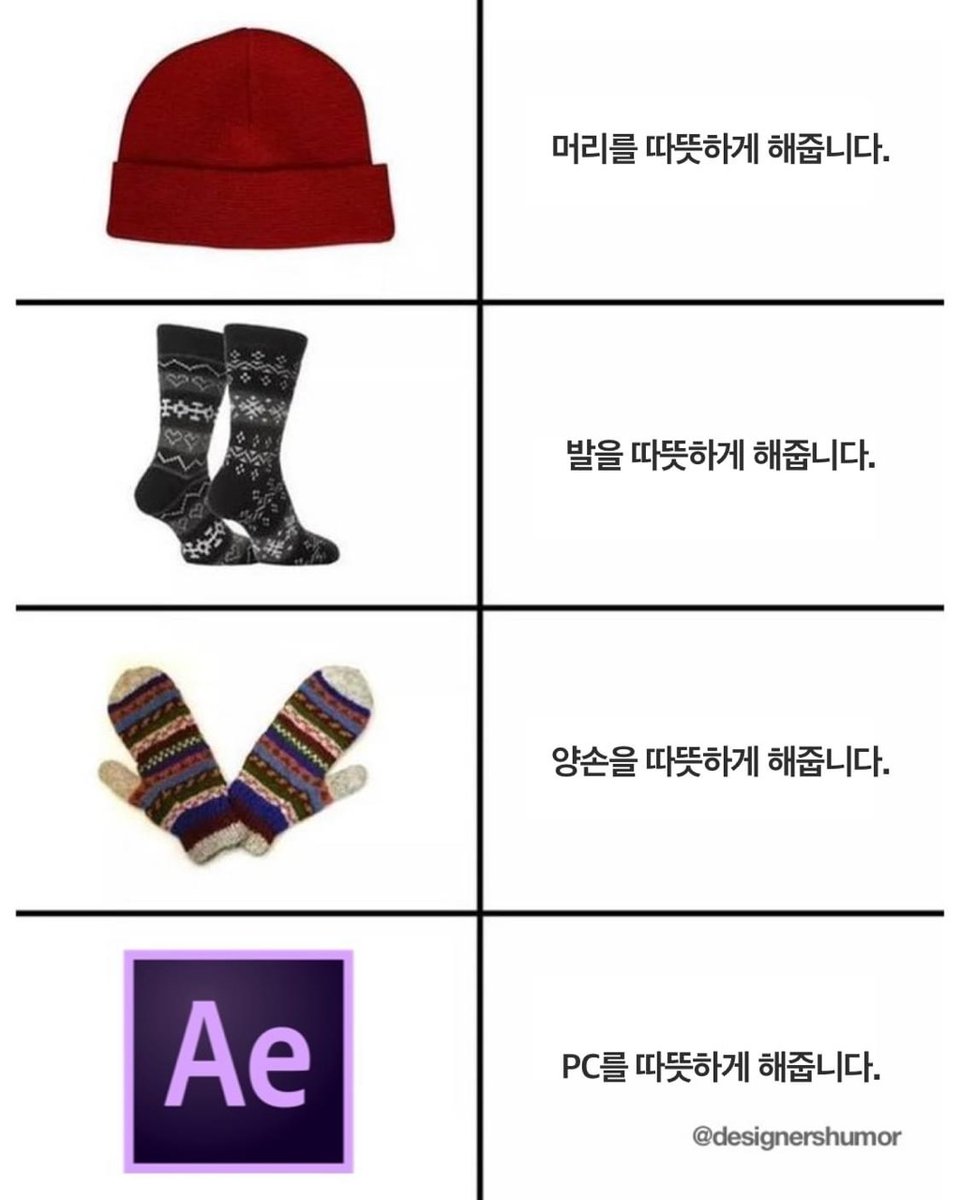 머리를 따뜻하게 해줍니다.
발을 따뜻하게 해줍니다.
양손을 따뜻하게 해줍니다.
Ae
PC를 따뜻하게 해줍니다.
@designershumor